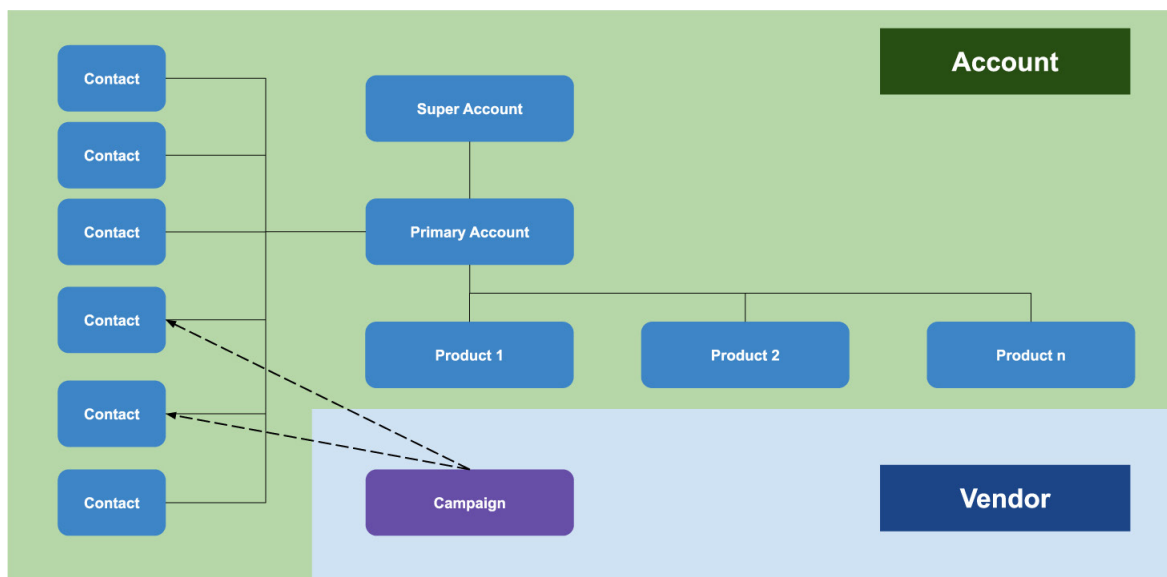 Account
Contact
Super Account
Contact
Contact
Primary Account
Contact
Product 1
Product 2
Product n
Contact
Contact
Campaign
Vendor